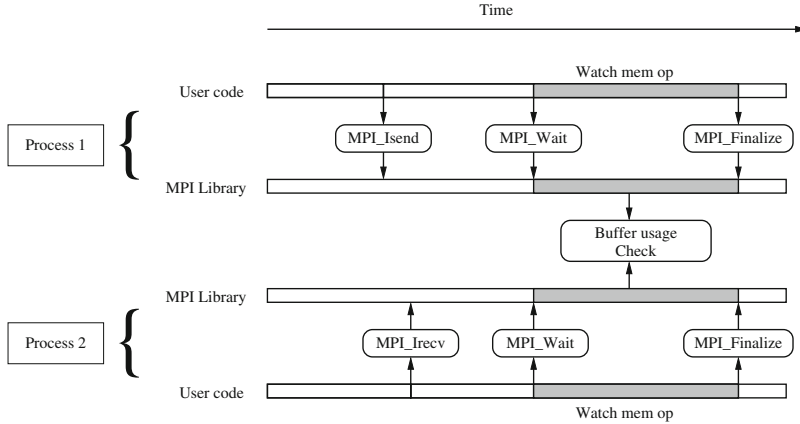 Time
Watch mem op
User code
MPI_Isend
MPI_Wait
MPI_Finalize
Process 1
MPI Library
Buffer usage
Check
MPI Library
Process 2
MPI_Irecv
MPI_Wait
MPI_Finalize
User code
Watch mem op